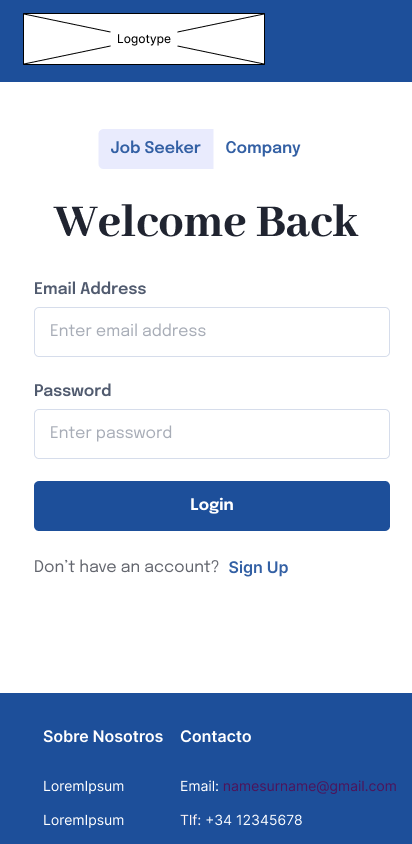 Logotype
Job Seeker Company
Welcome Back
Email Address
Enter email address
Password
Enter password
Login
Don't have an account? Sign Up
Sobre Nosotros Contacto
LoremIpsum Email: namesurname@gmail.com
LoremIpsum Tlf: +34 12345678